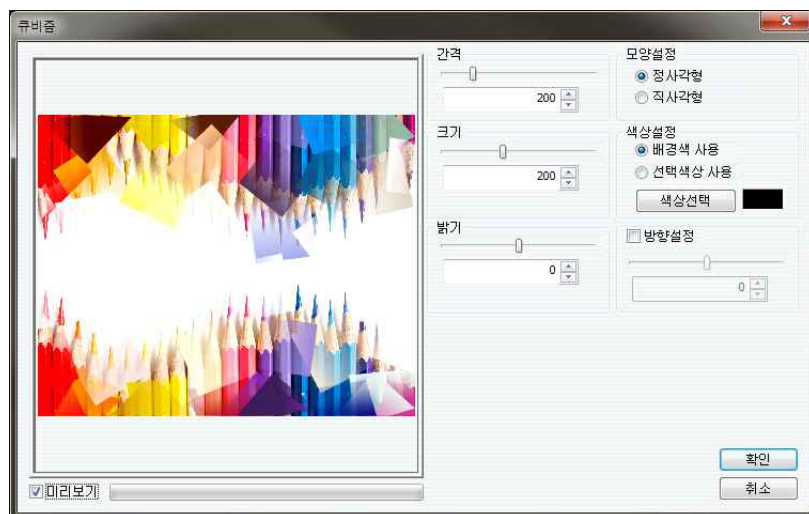 큐비즘
간격
200
크기
200
밝기
0
모양설정
정사각형
직사각형
색상설정
배경색 사용
선택색상 사용
색상선택
방향설정
0
확인
취소
미리보기